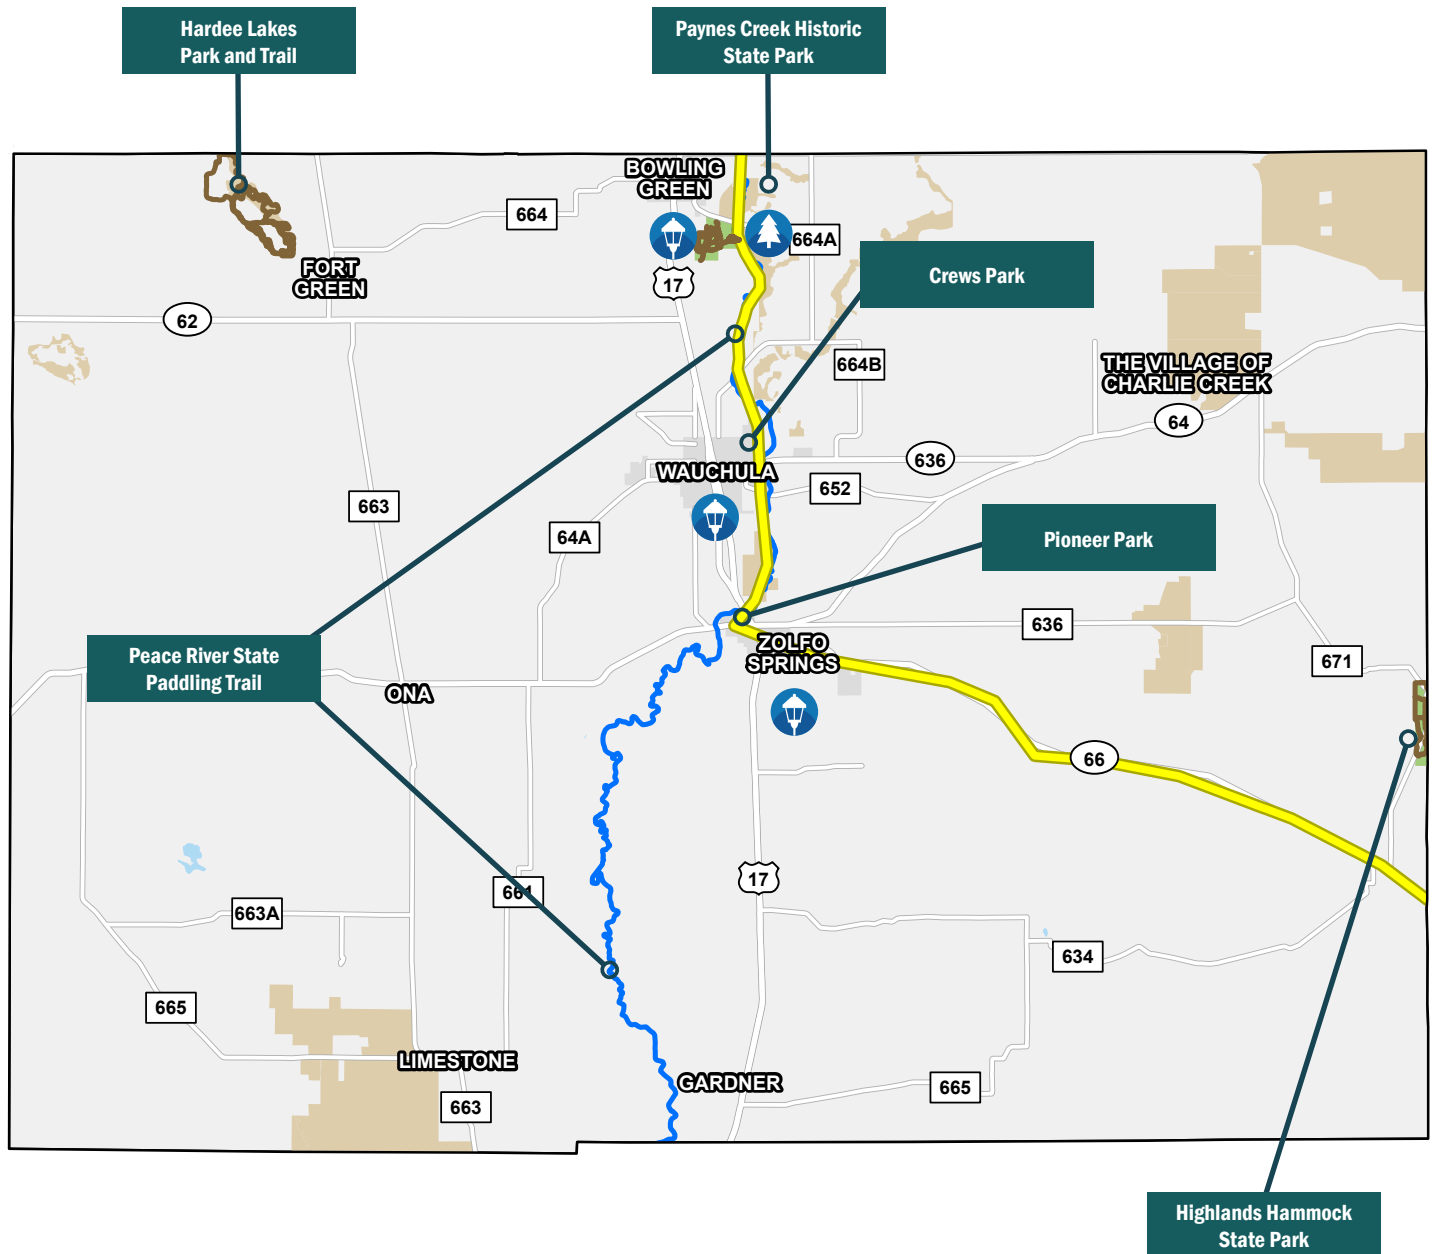 Hardee Lakes
Park and Trail
Paynes Creek Historic
State Park
BOWLING
GREEN
664
664A
FORT
GREEN
17
Crews Park
62
664B
THE VILLAGE OF
CHARLIE CREEK
64
636
WAUCHULA
652
663
64A
Pioneer Park
636
ZOLFO
SPRINGS
671
Peace River State
Paddling Trail
ONA
66
17
661
663A
634
665
LIMESTONE
GARDNER
665
663
Highlands Hammock
State Park